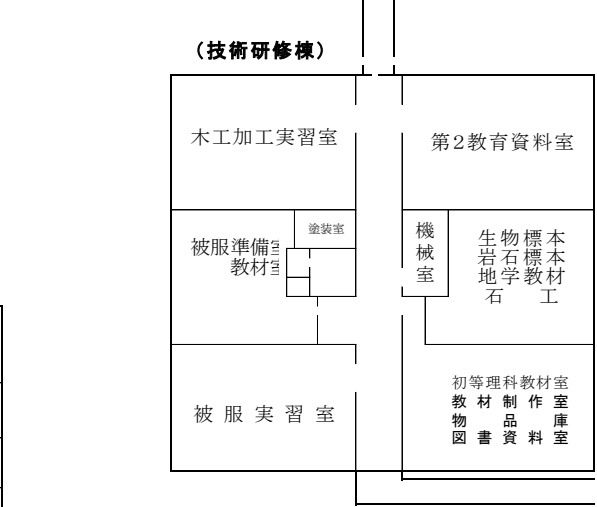 （技術研修棟）
木工加工実習室
第2教育資料室
塗装室
被服準備室
教材室
機械室
生物標本
岩石標本
地学教材
石工
被服実習室
初等理科教材室
教材制作室
物品庫
図書資料室